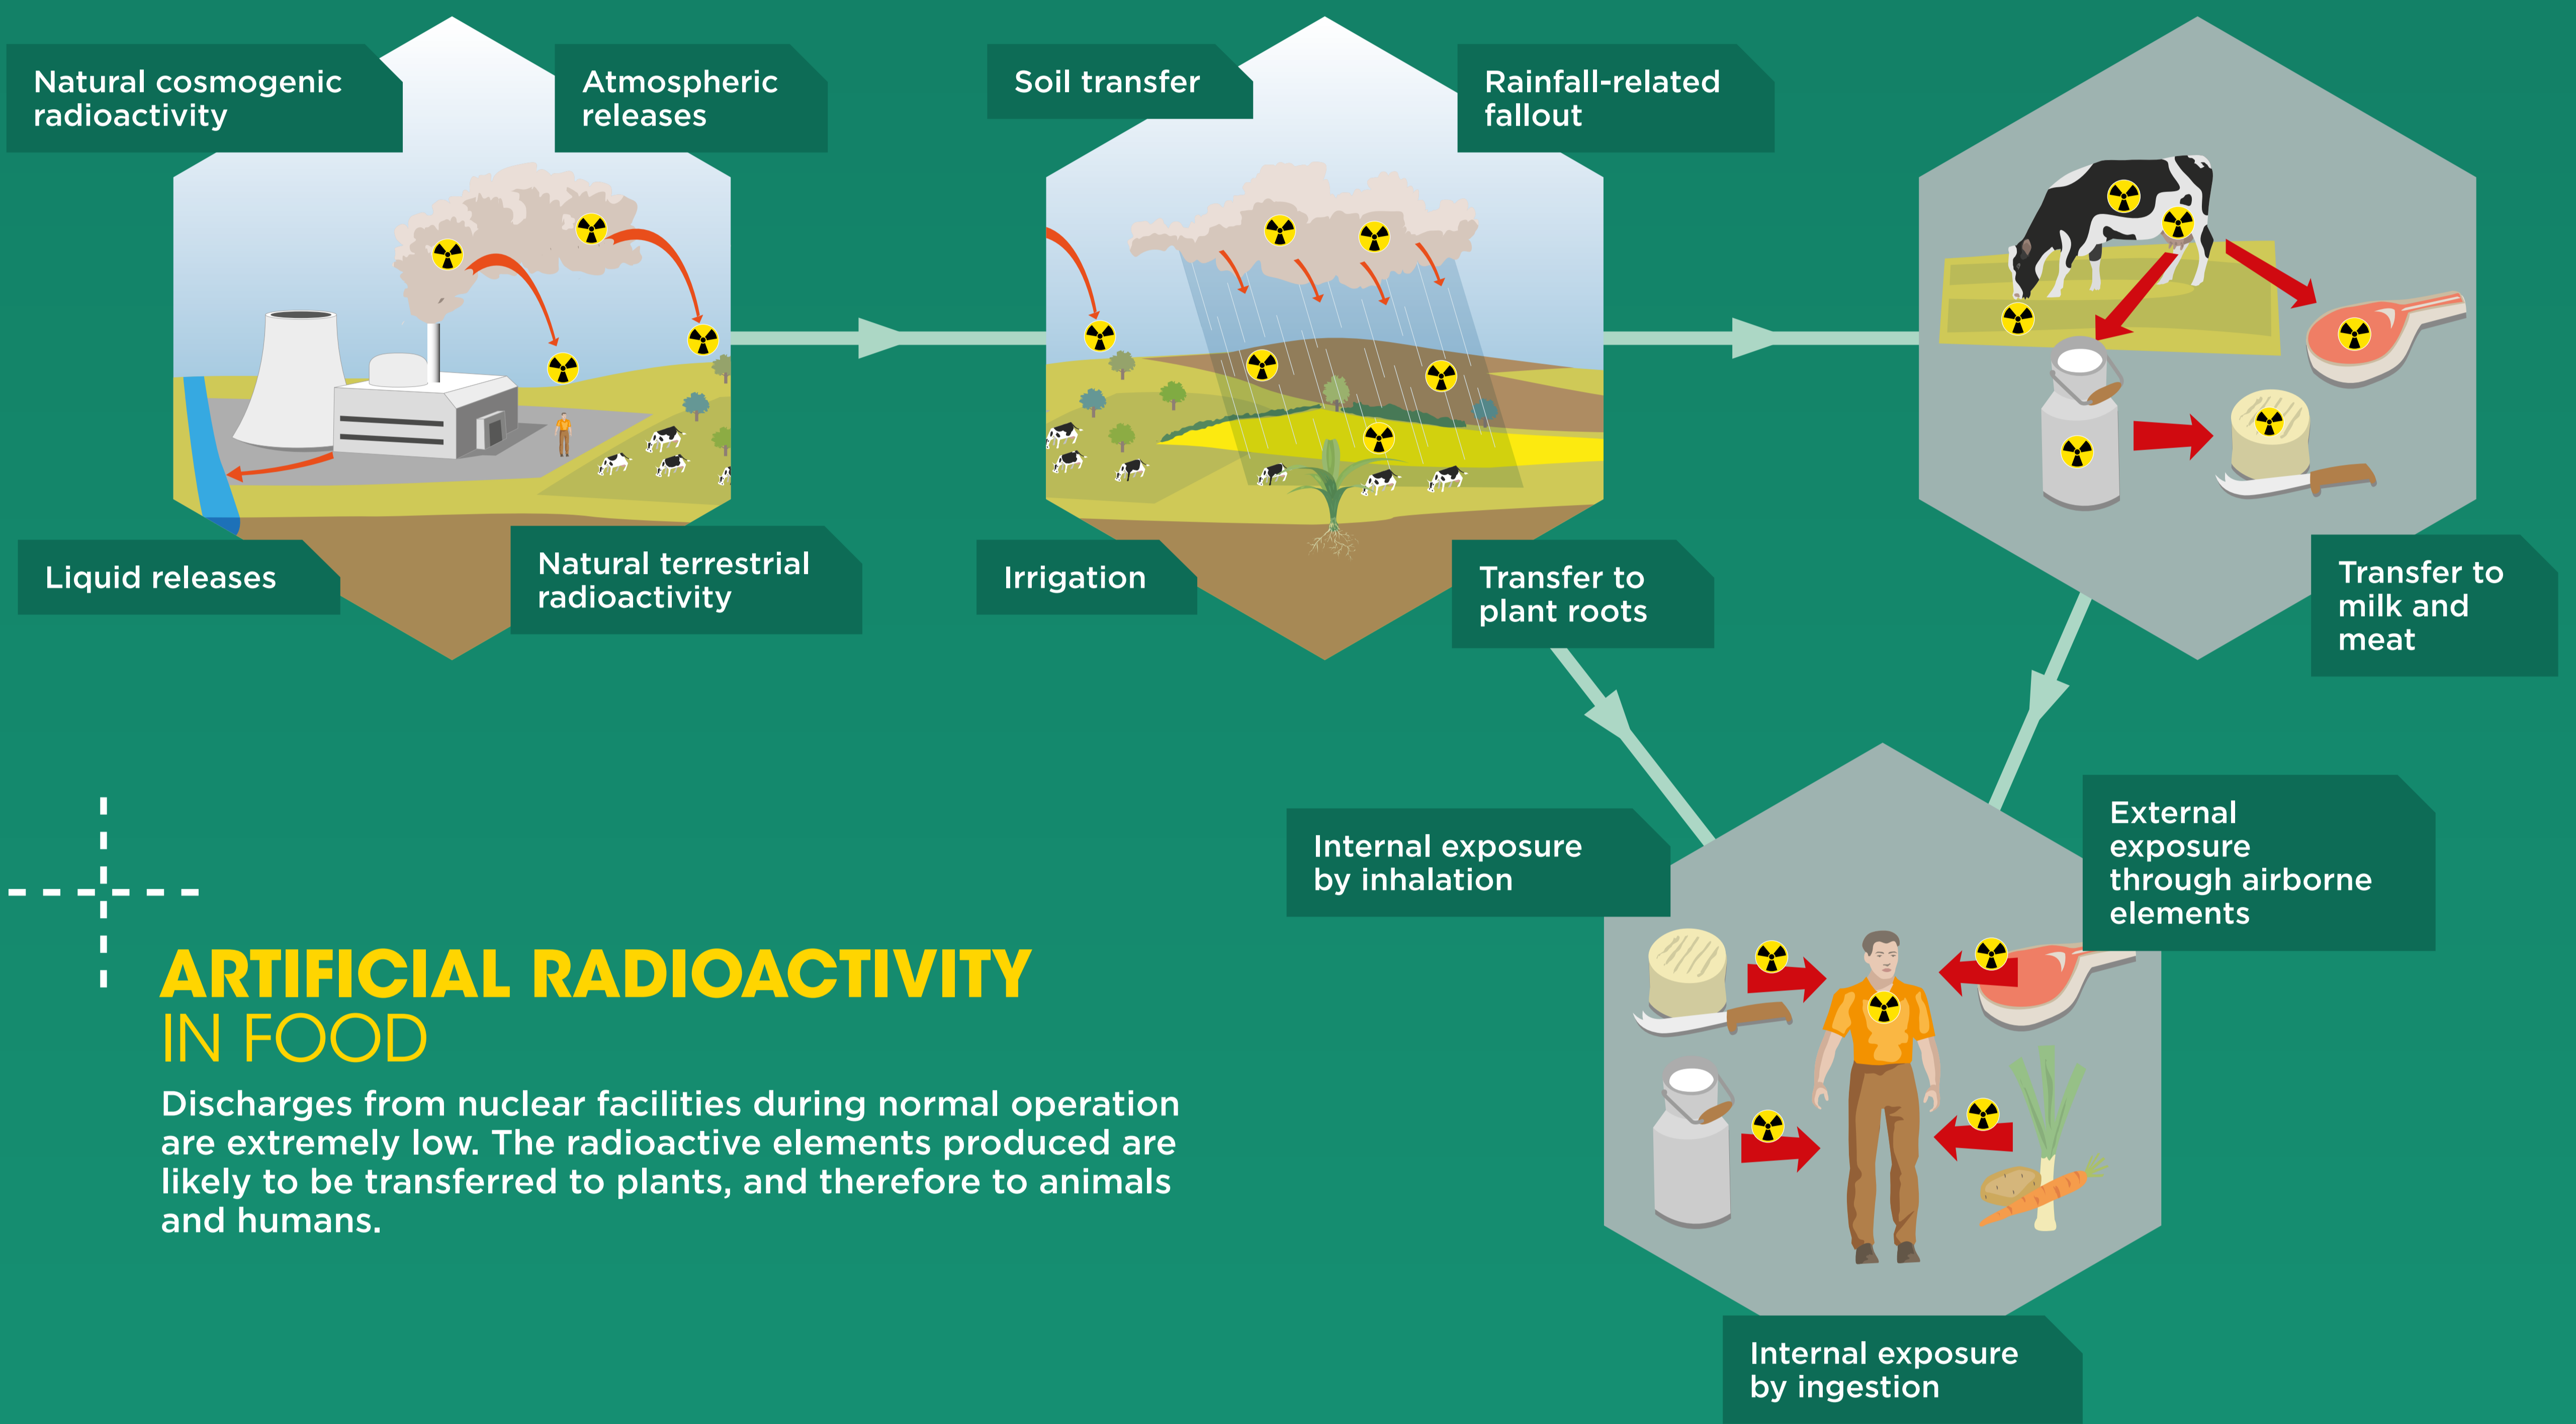 Natural cosmogenic
radioactivity
Atmospheric
releases
Soil transfer
Rainfall-related
fallout
Liquid releases
Natural terrestrial
radioactivity
Irrigation
Transfer to
plant roots
Transfer to
milk and
meat
Internal exposure
by inhalation
External
exposure
through airborne
elements
ARTIFICIAL RADIOACTIVITY
IN FOOD
Discharges from nuclear facilities during normal operation
are extremely low. The radioactive elements produced are
likely to be transferred to plants, and therefore to animals
and humans.
Internal exposure
by ingestion